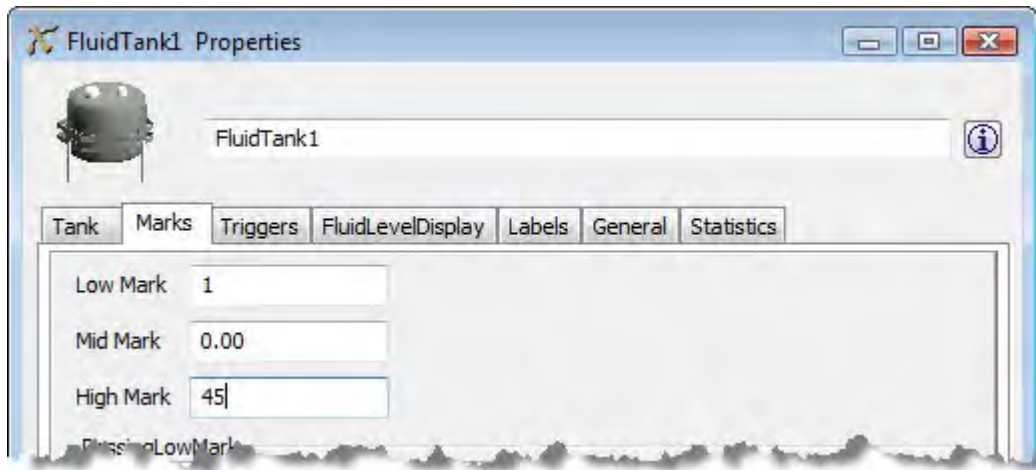 FluidTank1 Properties
FluidTank1
Tank Marks Triggers FluidLevelDisplay Labels General Statistics
Low Mark 1
Mid Mark 0.00
High Mark 45
PassingLowMark